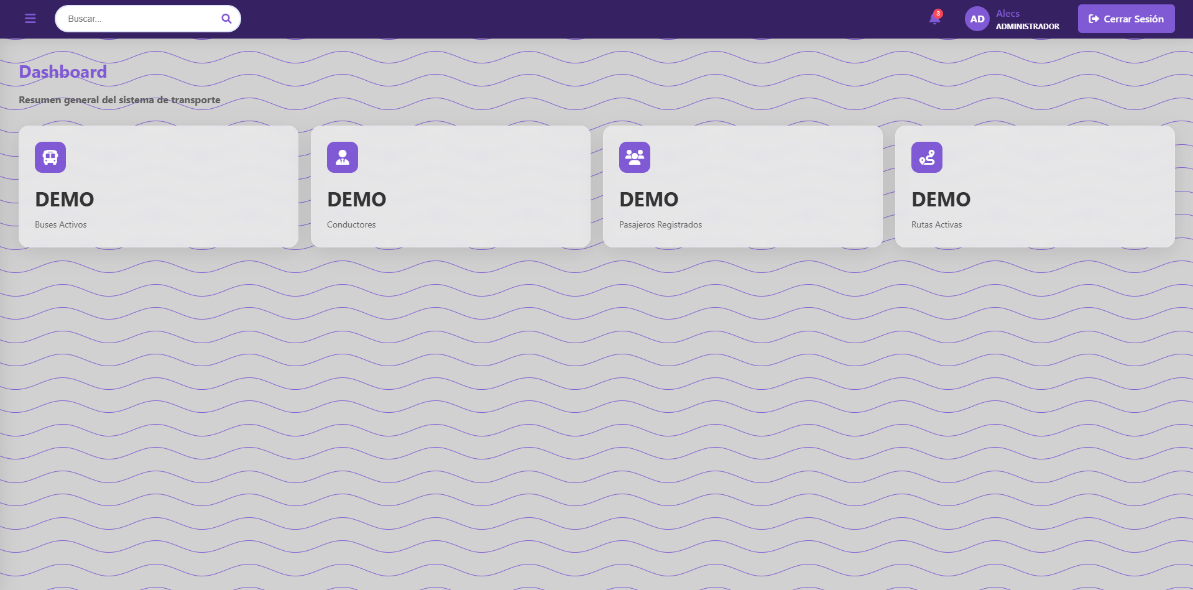 Buscar...
8
AD
Alecs
ADMINISTRADOR
Cerrar Sesión
Dashboard
Resumen general del sistema de transporte
DEMO
Buses Activos
DEMO
Conductores
DEMO
Pasajeros Registrados
DEMO
Rutas Activas